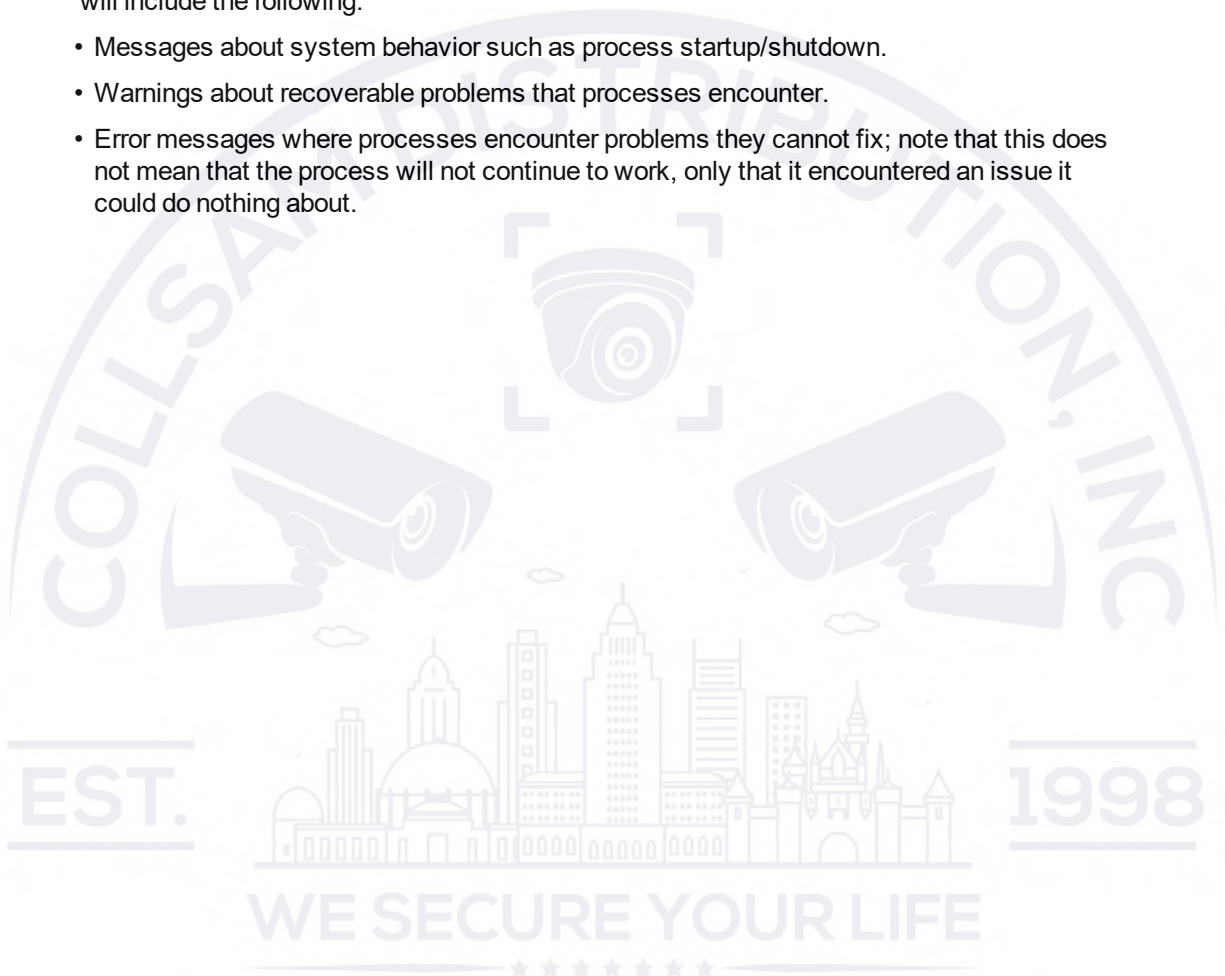 will include the following:
• Messages about system behavior such as process startup/shutdown.
• Warnings about recoverable problems that processes encounter.
• Error messages where processes encounter problems they cannot fix; note that this does
not mean that the process will not continue to work, only that it encountered an issue it
could do nothing about.
COLLSAM DISTRIBUTION, INC
EST.
1998
WE SECURE YOUR LIFE